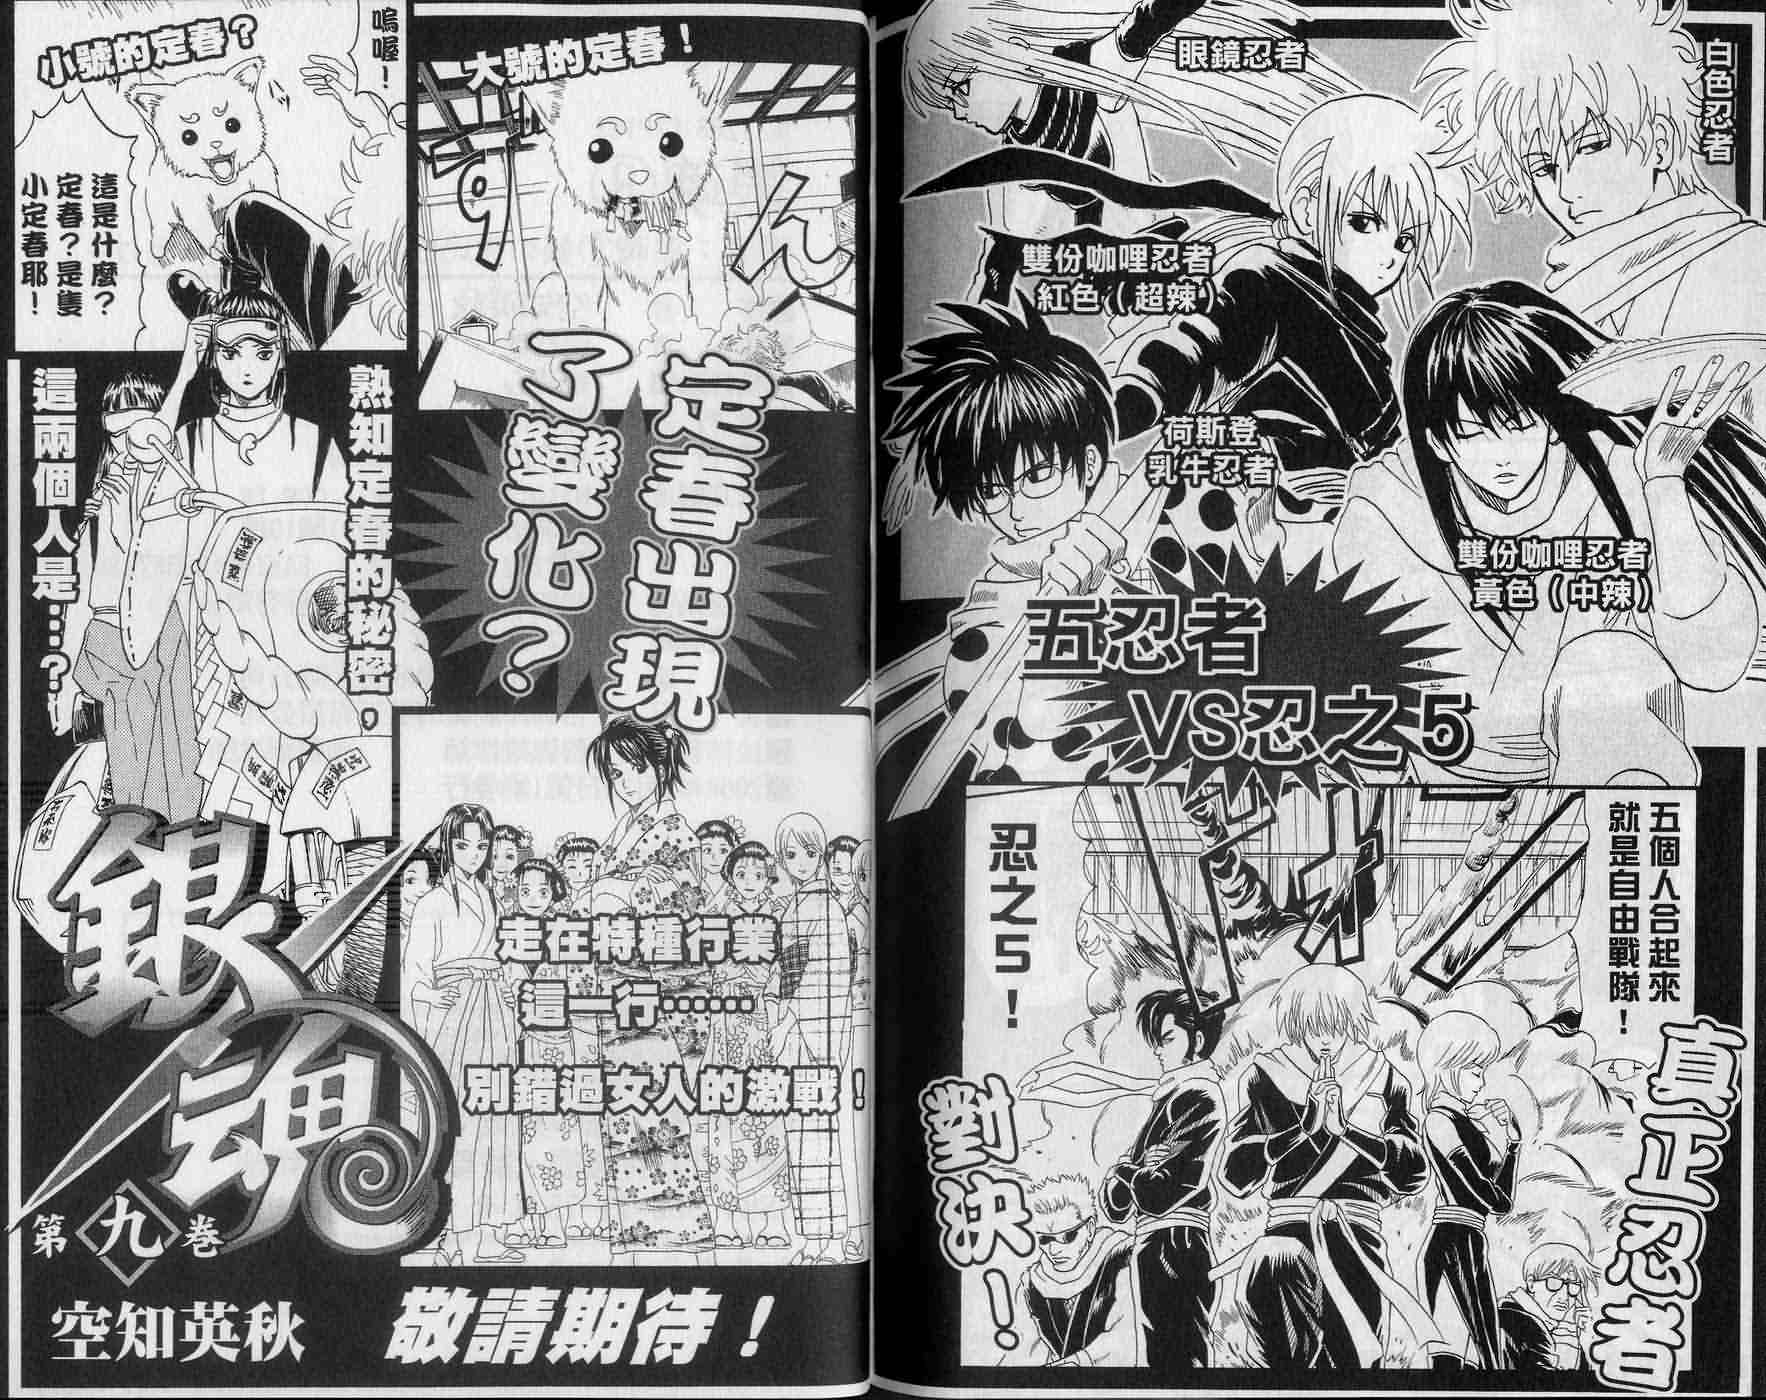 白色忍者
眼鏡忍者
雙份咖哩忍者
紅色(超辣)
荷斯登
乳牛忍者
雙份咖哩忍者
黃色(中辣)
五忍者
VS忍之5
五個人合起來
就是自由戰隊！
忍之5！
ドォン
真正忍者
對決！
大號的定春！
ずん
嗚喔！
小號的定春？
這是什麼？
定春？是隻
小定春耶！
定春出現
了變化？
熟知定春的秘密，
這兩個人是…？
走在特種行業
這一行……
別錯過女人的激戰！
銀魂
第九卷
空知英秋
敬請期待！